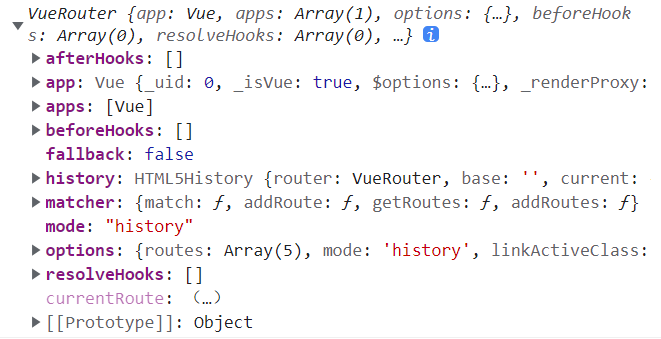 VueRouter {app: Vue, apps: Array(1), options: {…}, beforeHook
s: Array(0), resolveHooks: Array(0), …} i
afterHooks: []
app: Vue {_uid: 0, _isVue: true, $options: {…}, _renderProxy:
apps: [Vue]
beforeHooks: []
fallback: false
history: HTML5History {router: VueRouter, base: '', current:
matcher: {match: ƒ, addRoute: ƒ, getRoutes: ƒ, addRoutes: ƒ}
mode: "history"
options: {routes: Array(5), mode: 'history', linkActiveClass:
resolveHooks: []
currentRoute: (…)
[[Prototype]]: Object